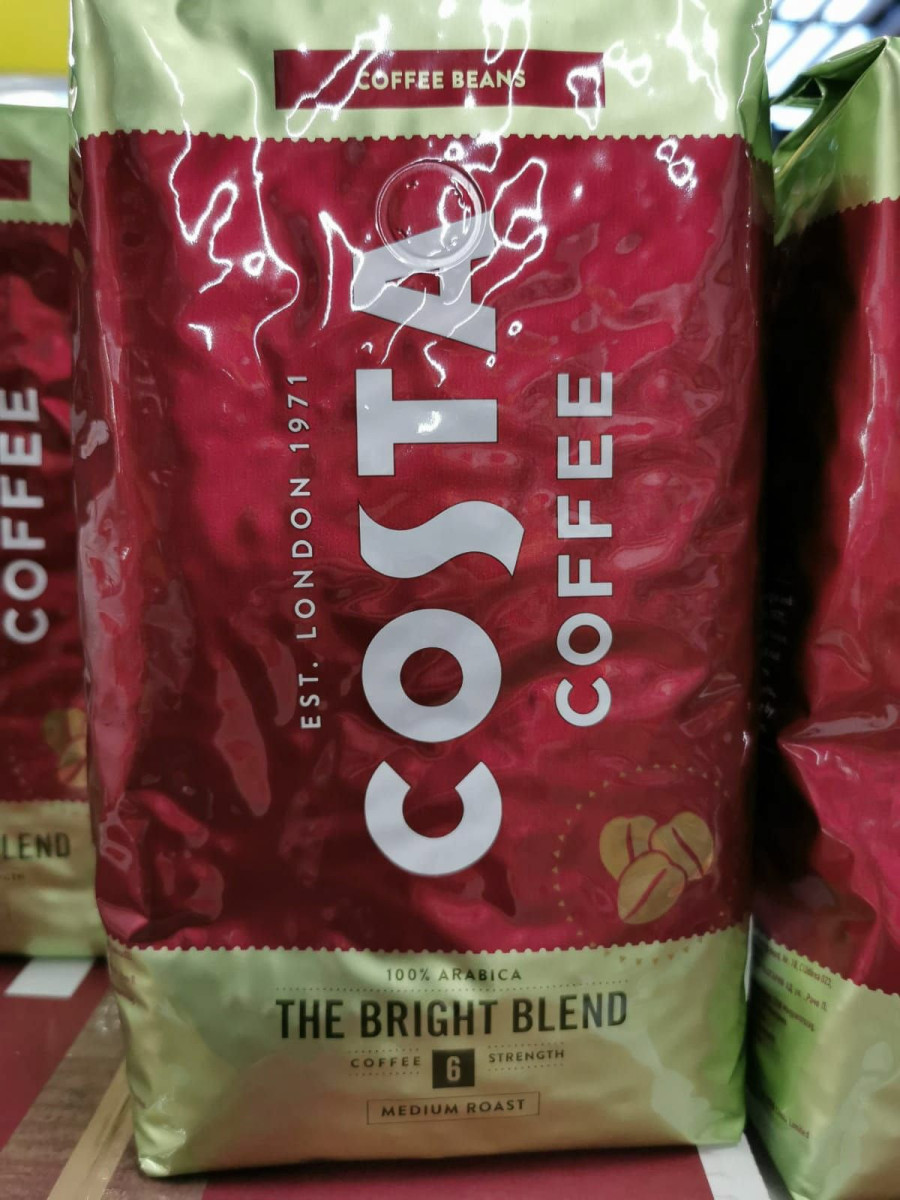 COFFEE BEANS
EST. LONDON 1971
COSTA
COFFEE
100% ARABICA
THE BRIGHT BLEND
COFFEE 6 STRENGTH
MEDIUM ROAST
COFFEE
LEND
Limited